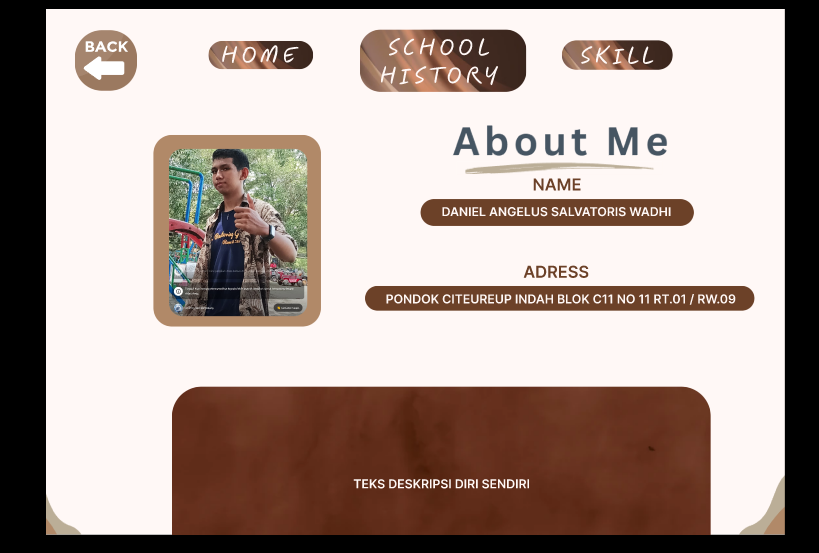 BACK
HOME
SCHOOL
HISTORY
SKILL
About Me
NAME
DANIEL ANGELUS SALVATORIS WADHI
ADRESS
PONDOK CITEUREUP INDAH BLOK C11 NO 11 RT.01 / RW.09
TEKS DESKRIPSI DIRI SENDIRI